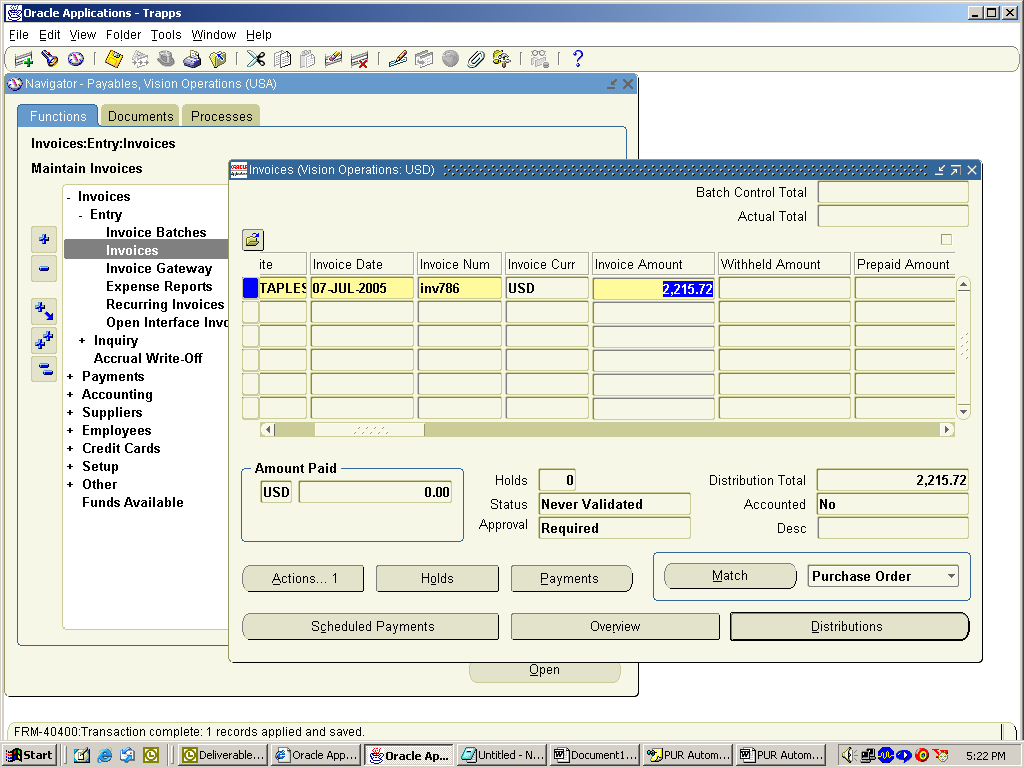 Oracle Applications - Trapps
File Edit View Folder Tools Window Help
Navigator - Payables, Vision Operations (USA)
Functions Documents Processes
Invoices:Entry:Invoices
Maintain Invoices
- Invoices
- Entry
Invoice Batches
Invoices
Invoice Gateway
Expense Reports
Recurring Invoices
Open Interface Invo
+ Inquiry
Accrual Write-Off
+ Payments
+ Accounting
+ Suppliers
+ Employees
+ Credit Cards
+ Setup
+ Other
Funds Available
Open
Invoices (Vision Operations: USD)
Batch Control Total
Actual Total
ite Invoice Date Invoice Num Invoice Curr Invoice Amount Withheld Amount Prepaid Amount
TAPLES 07-JUL-2005 inv786 USD 2,215.72
Amount Paid
USD 0.00
Holds 0
Status Never Validated
Approval Required
Distribution Total 2,215.72
Accounted No
Desc
Actions... 1 Holds Payments Match Purchase Order
Scheduled Payments Overview Distributions
FRM-40400:Transaction complete: 1 records applied and saved.
Start Deliverable... Oracle App... Oracle Ap... Untitled - N... Document1... PUR Autom... PUR Autom... 5:22 PM